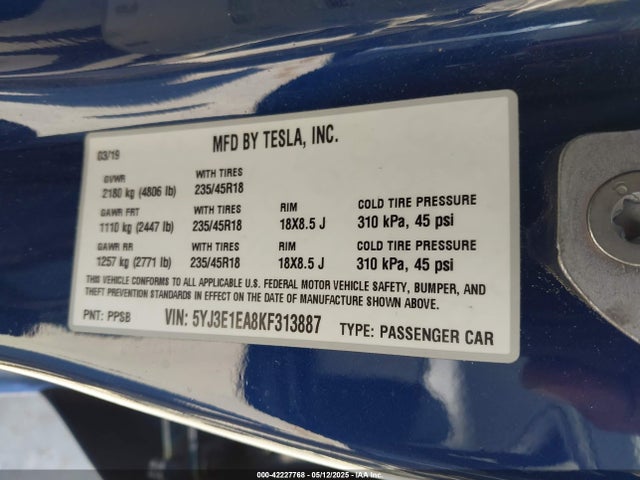 MFD BY TESLA, INC.
03/19
GVWR WITH TIRES
2180 kg (4806 lb) 235/45R18
GAWR FRT WITH TIRES RIM COLD TIRE PRESSURE
1110 kg (2447 lb) 235/45R18 18X8.5 J 310 kPa, 45 psi
GAWR RR WITH TIRES RIM COLD TIRE PRESSURE
1257 kg (2771 lb) 235/45R18 18X8.5 J 310 kPa, 45 psi
THIS VEHICLE CONFORMS TO ALL APPLICABLE U.S. FEDERAL MOTOR VEHICLE SAFETY, BUMPER, AND
THEFT PREVENTION STANDARDS IN EFFECT ON THE DATE OF MANUFACTURE SHOWN ABOVE.
PNT: PPSB VIN: 5YJ3E1EA8KF313887 TYPE: PASSENGER CAR
000-42227768 - 05/12/2025 - Copyright © IAA, Inc. All Rights Reserved.